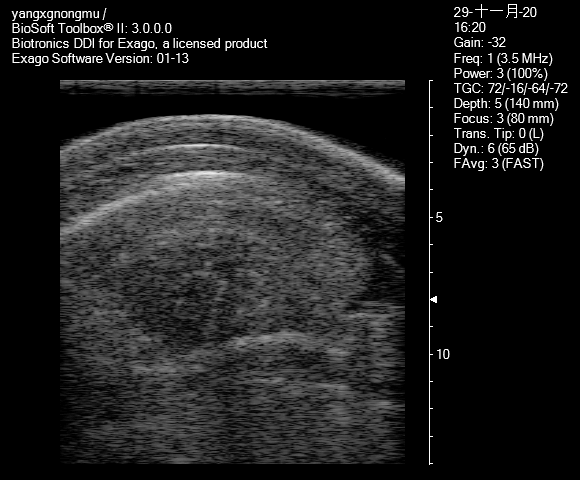 yangxgnongmu /
BioSoft Toolbox® II: 3.0.0.0
Biotronics DDI for Exago, a licensed product
Exago Software Version: 01-13
29-十一月-20
16:20
Gain: -32
Freq: 1 (3.5 MHz)
Power: 3 (100%)
TGC: 72/-16/-64/-72
Depth: 5 (140 mm)
Focus: 3 (80 mm)
Trans. Tip: 0 (L)
Dyn.: 6 (65 dB)
FAvg: 3 (FAST)
5
10